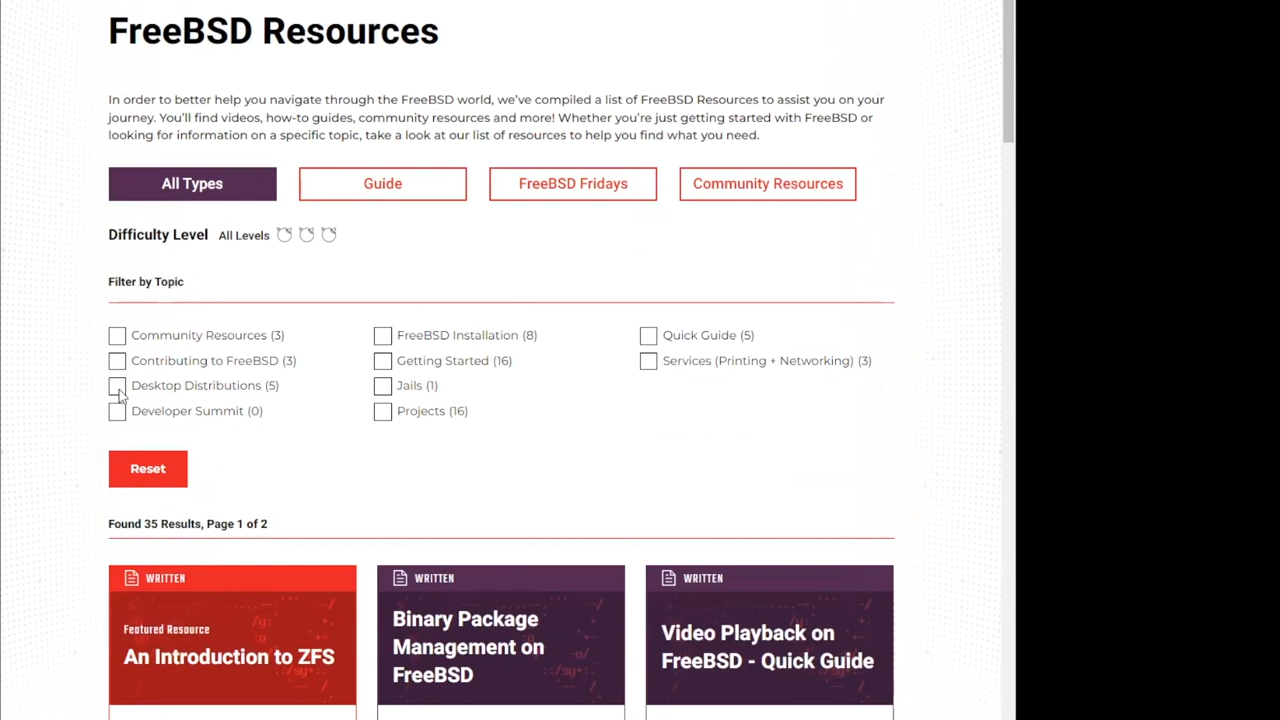 FreeBSD Resources
In order to better help you navigate through the FreeBSD world, we've compiled a list of FreeBSD Resources to assist you on your
journey. You'll find videos, how-to guides, community resources and more! Whether you're just getting started with FreeBSD or
looking for information on a specific topic, take a look at our list of resources to help you find what you need.
All Types
Guide
FreeBSD Fridays
Community Resources
Difficulty Level All Levels
Filter by Topic
Community Resources (3)
Contributing to FreeBSD (3)
Desktop Distributions (5)
Developer Summit (0)
FreeBSD Installation (8)
Getting Started (16)
Jails (1)
Projects (16)
Quick Guide (5)
Services (Printing + Networking) (3)
Reset
Found 35 Results, Page 1 of 2
WRITTEN
Featured Resource
An Introduction to ZFS
WRITTEN
Binary Package
Management on
FreeBSD
WRITTEN
Video Playback on
FreeBSD - Quick Guide